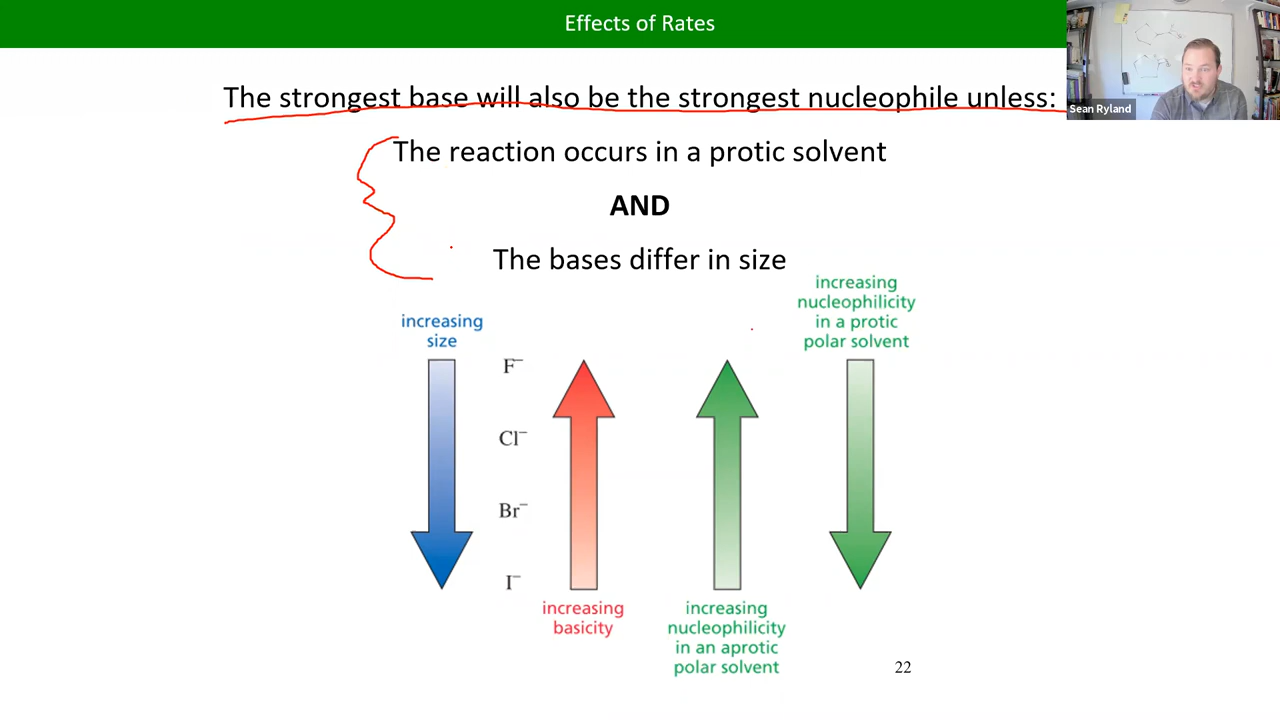 Effects of Rates
The strongest base will also be the strongest nucleophile unless:
Sean Ryland
The reaction occurs in a protic solvent
AND
The bases differ in size
increasing
size
increasing
nucleophilicity
in a protic
polar solvent
F⁻
Cl⁻
Br⁻
I⁻
increasing
basicity
increasing
nucleophilicity
in an aprotic
polar solvent
22